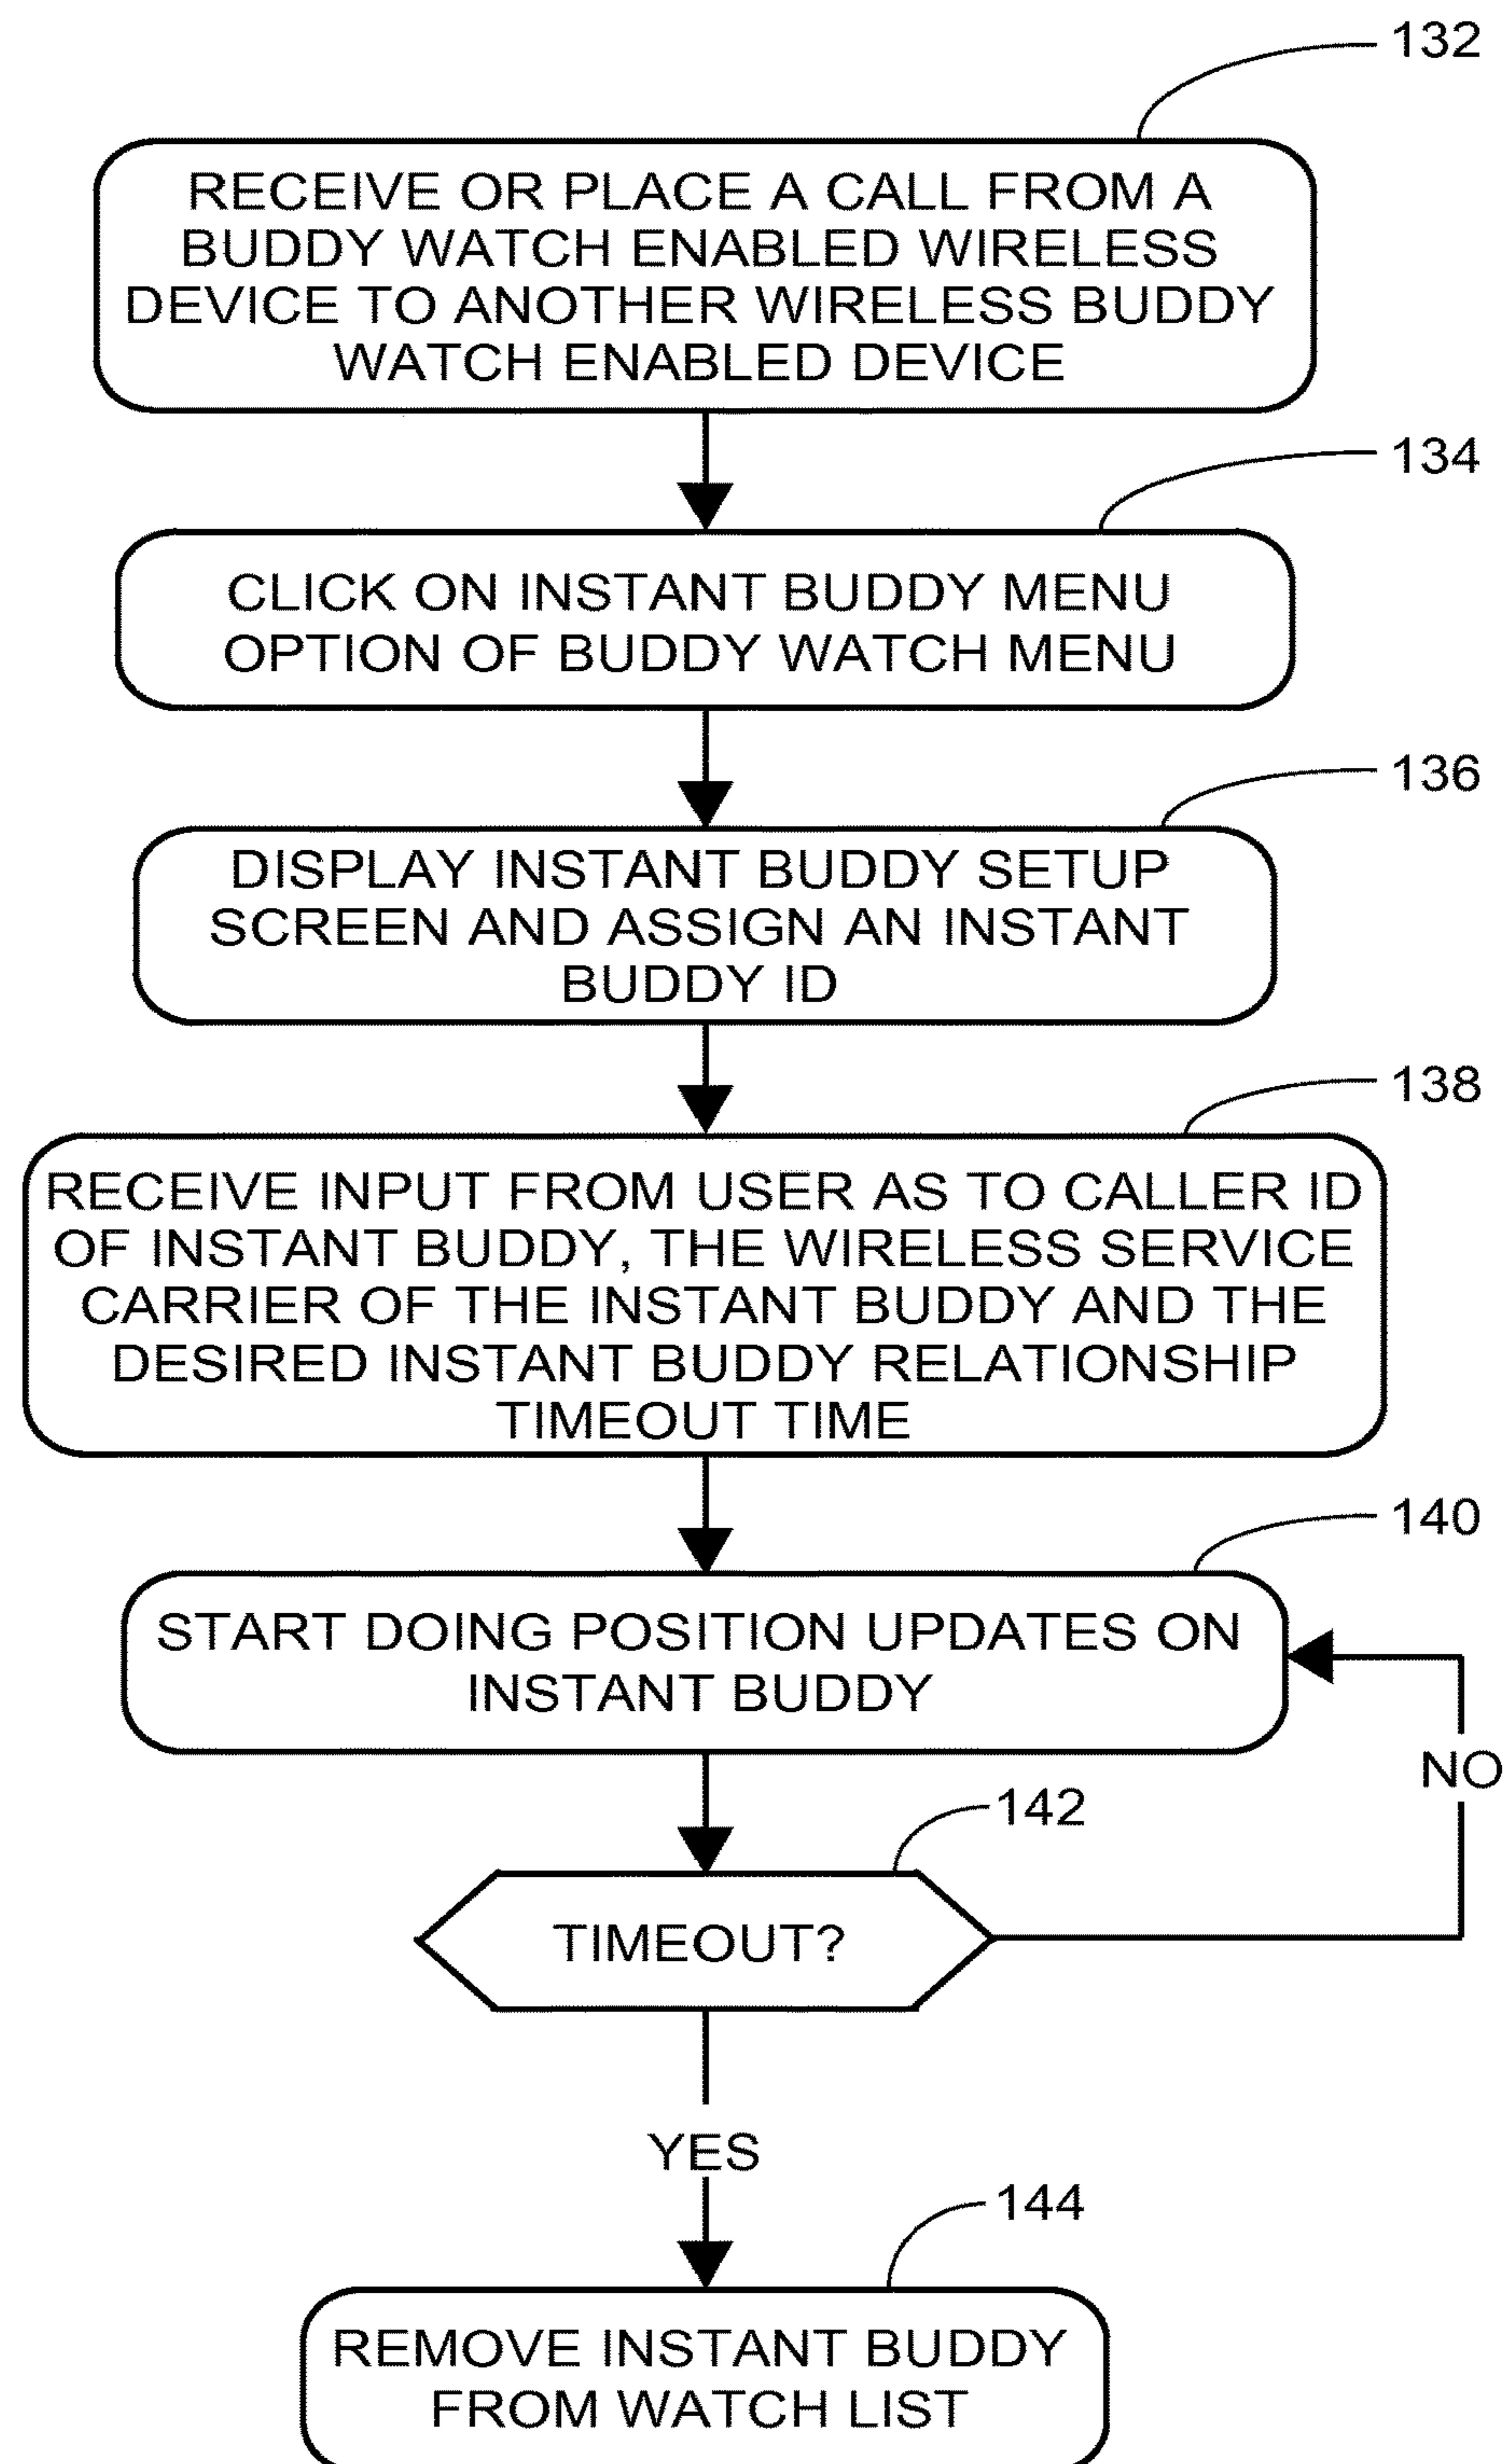 132
RECEIVE OR PLACE A CALL FROM A
BUDDY WATCH ENABLED WIRELESS
DEVICE TO ANOTHER WIRELESS BUDDY
WATCH ENABLED DEVICE
134
CLICK ON INSTANT BUDDY MENU
OPTION OF BUDDY WATCH MENU
136
DISPLAY INSTANT BUDDY SETUP
SCREEN AND ASSIGN AN INSTANT
BUDDY ID
138
RECEIVE INPUT FROM USER AS TO CALLER ID
OF INSTANT BUDDY, THE WIRELESS SERVICE
CARRIER OF THE INSTANT BUDDY AND THE
DESIRED INSTANT BUDDY RELATIONSHIP
TIMEOUT TIME
140
START DOING POSITION UPDATES ON
INSTANT BUDDY
NO
142
TIMEOUT?
YES
144
REMOVE INSTANT BUDDY
FROM WATCH LIST